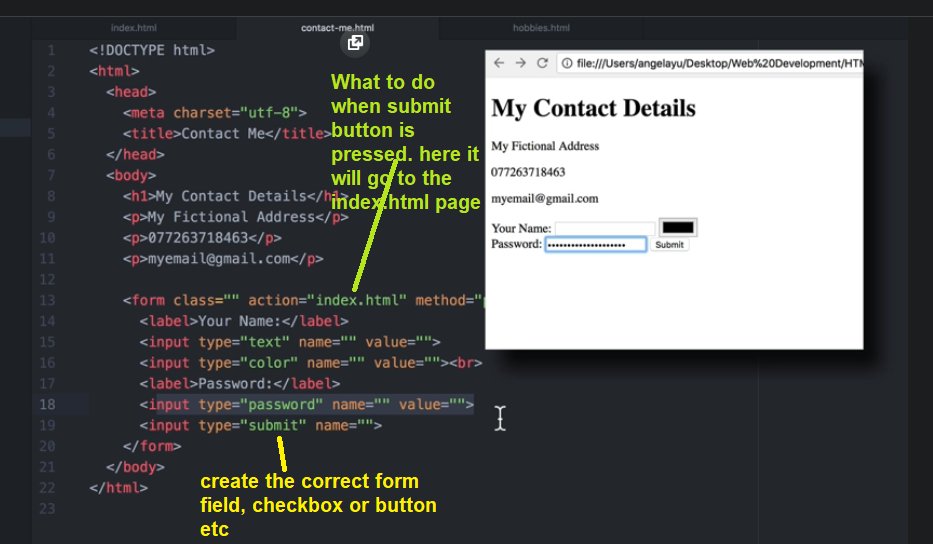 index.html contact-me.html hobbies.html
1 <!DOCTYPE html>
2 <html>
3 <head>
4 <meta charset="utf-8">
5 <title>Contact Me</title>
6 </head>
7 <body>
8 <h1>My Contact Details</h1>
9 <p>My Fictional Address</p>
10 <p>077263718463</p>
11 <p>myemail@gmail.com</p>
12
13 <form class="" action="index.html" method="
14 <label>Your Name:</label>
15 <input type="text" name="" value="">
16 <input type="color" name="" value=""><br>
17 <label>Password:</label>
18 <input type="password" name="" value="">
19 <input type="submit" name="">
20 </form>
21 </body>
22 </html>
23
What to do
when submit
button is
pressed. here it
will go to the
index.html page
create the correct form
field, checkbox or button
etc
file:///Users/angelayu/Desktop/Web%20Development/HTM
My Contact Details
My Fictional Address
077263718463
myemail@gmail.com
Your Name:
Password: •••••••••••••••••••• Submit